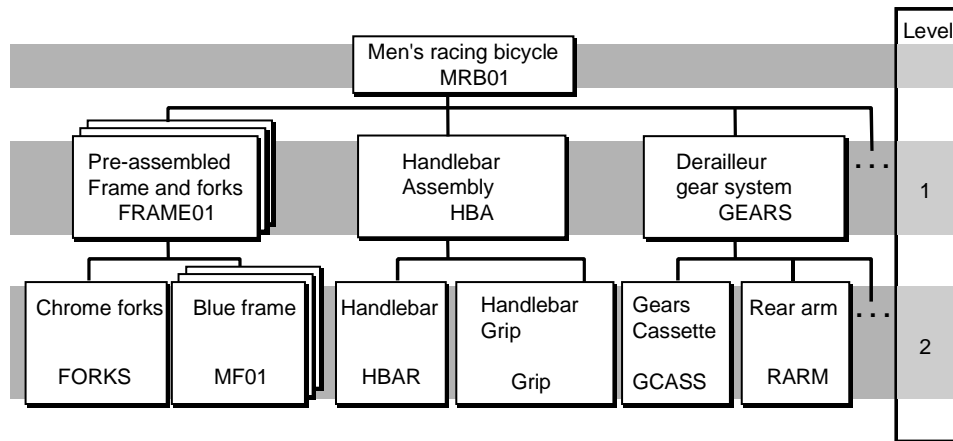 Level
Men's racing bicycle
MRB01
Pre-assembled
Frame and forks
FRAME01
Handlebar
Assembly
HBA
Derailleur
gear system
GEARS
. . .
1
Chrome forks
FORKS
Blue frame
MF01
Handlebar
HBAR
Handlebar
Grip
Grip
Gears
Cassette
GCASS
Rear arm
RARM
. . .
2